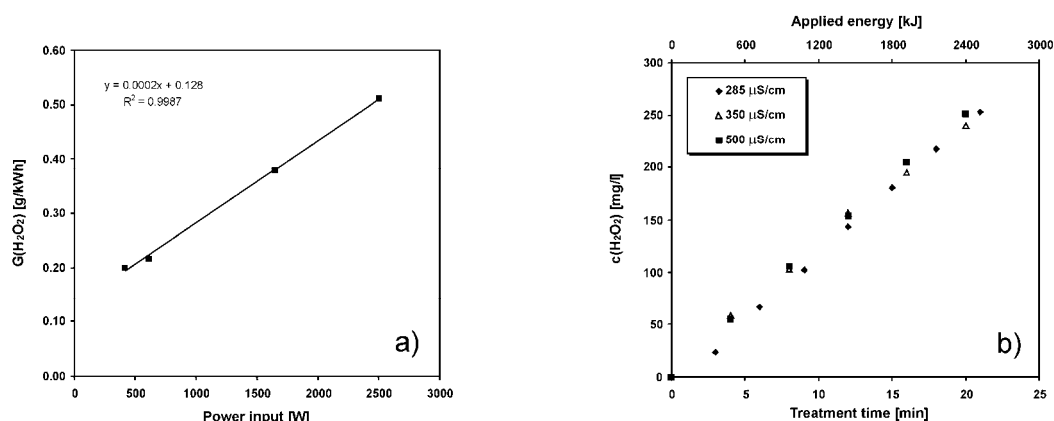 0.60
0.50
0.40
0.30
0.20
0.10
0.00
G(H₂O₂) [g/kWh]
y = 0.0002x + 0.128
R² = 0.9987
a)
0 500 1000 1500 2000 2500 3000
Power input [W]
Applied energy [kJ]
0 600 1200 1800 2400 3000
300
250
200
150
100
50
0
c(H₂O₂) [mg/l]
285 µS/cm
350 µS/cm
500 µS/cm
b)
0 5 10 15 20 25
Treatment time [min]